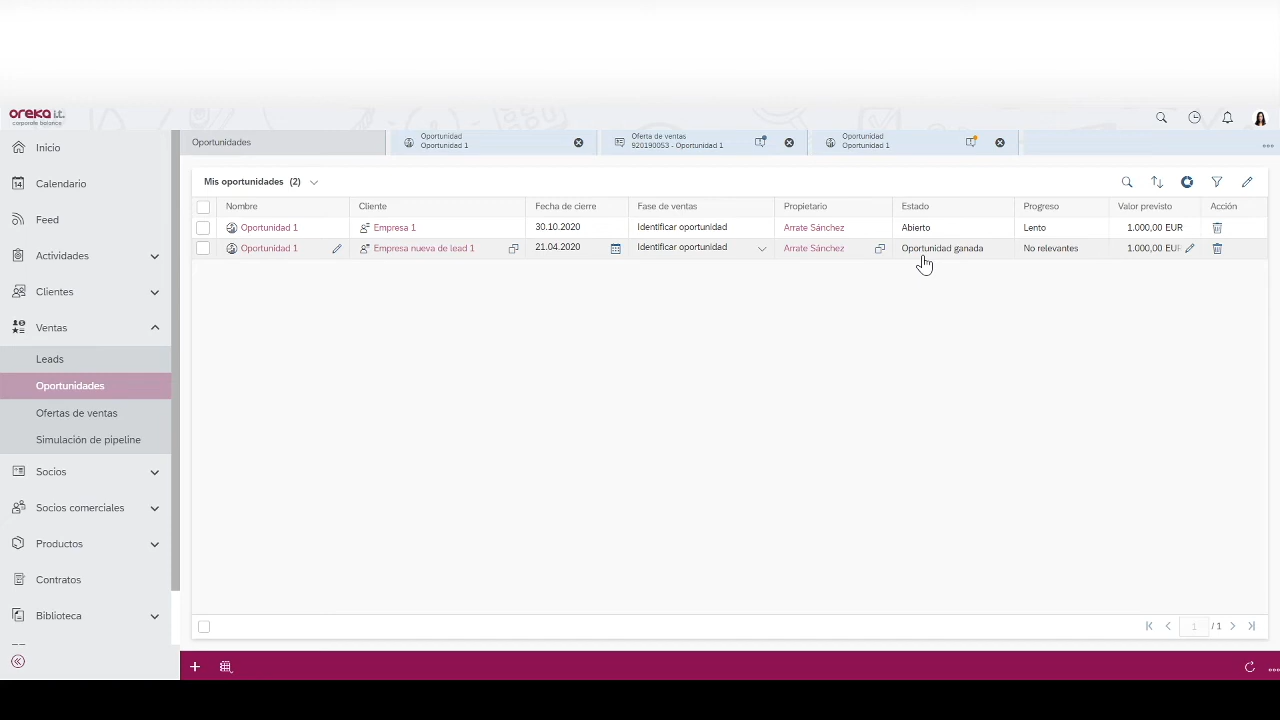 oreka i.t.
corporate balance
Inicio
14
Calendario
Feed
Actividades
Clientes
Ventas
Leads
Oportunidades
Ofertas de ventas
Simulación de pipeline
Socios
Socios comerciales
Productos
Contratos
Biblioteca
Oportunidades
Oportunidad
Oportunidad 1
Oferta de ventas
920190053 - Oportunidad 1
Oportunidad
Oportunidad 1
Mis oportunidades (2)
Nombre Cliente Fecha de cierre Fase de ventas Propietario Estado Progreso Valor previsto Acción
Oportunidad 1 Empresa 1 30.10.2020 Identificar oportunidad Arrate Sánchez Abierto Lento 1.000,00 EUR
Oportunidad 1 Empresa nueva de lead 1 21.04.2020 Identificar oportunidad Arrate Sánchez Oportunidad ganada No relevantes 1.000,00 EUR
1 / 1